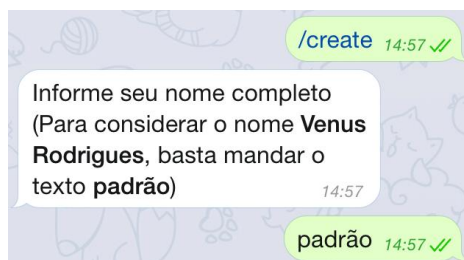 /create 14:57
Informe seu nome completo
(Para considerar o nome Venus
Rodrigues, basta mandar o
texto padrão)
14:57
padrão 14:57